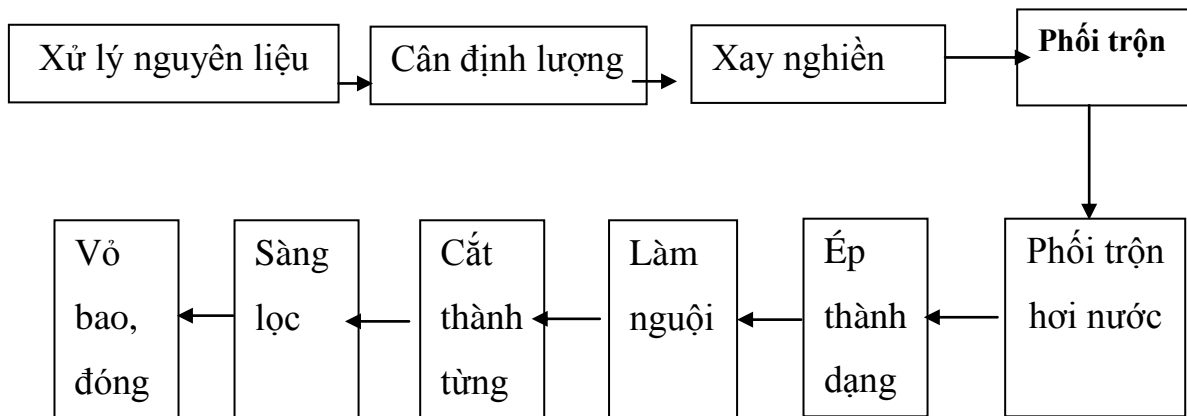 Xử lý nguyên liệu
Cân định lượng
Xay nghiền
Phối trộn
Vỏ
bao,
đóng
Sàng
lọc
Cắt
thành
từng
Làm
nguội
Ép
thành
dạng
Phối trộn
hơi nước